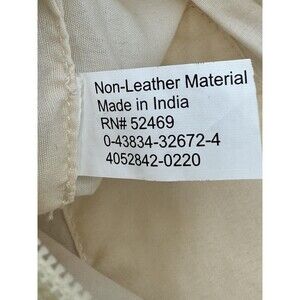 Non-Leather Material
Made in India
RN# 52469
0-43834-32672-4
4052842-0220